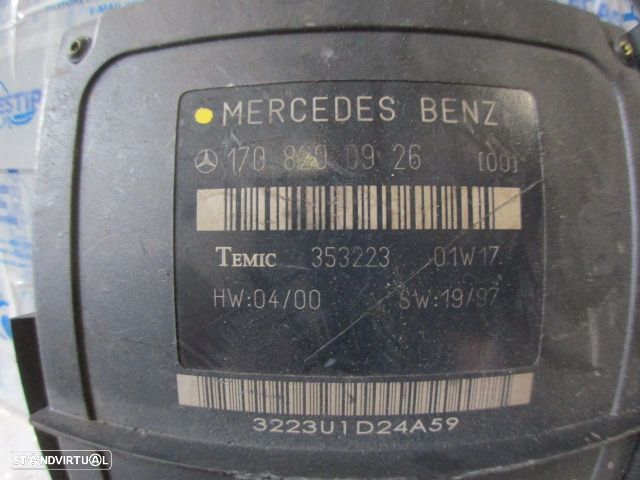 MERCEDES BENZ
170 820 09 26 [00]
TEMIC 353223 01W17
HW:04/00 SW:19/97
3223U1D24A59
STANDVIRTUAL